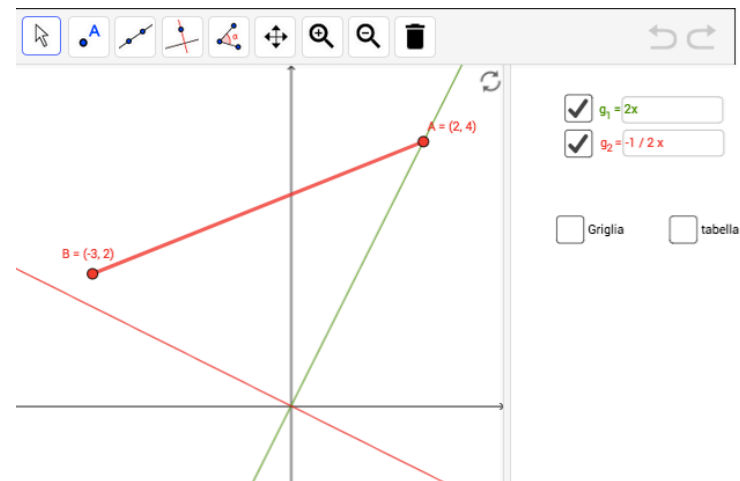 A
α
A = (2, 4)
B = (-3, 2)
g1 = 2x
g2 = -1 / 2 x
Griglia
tabella